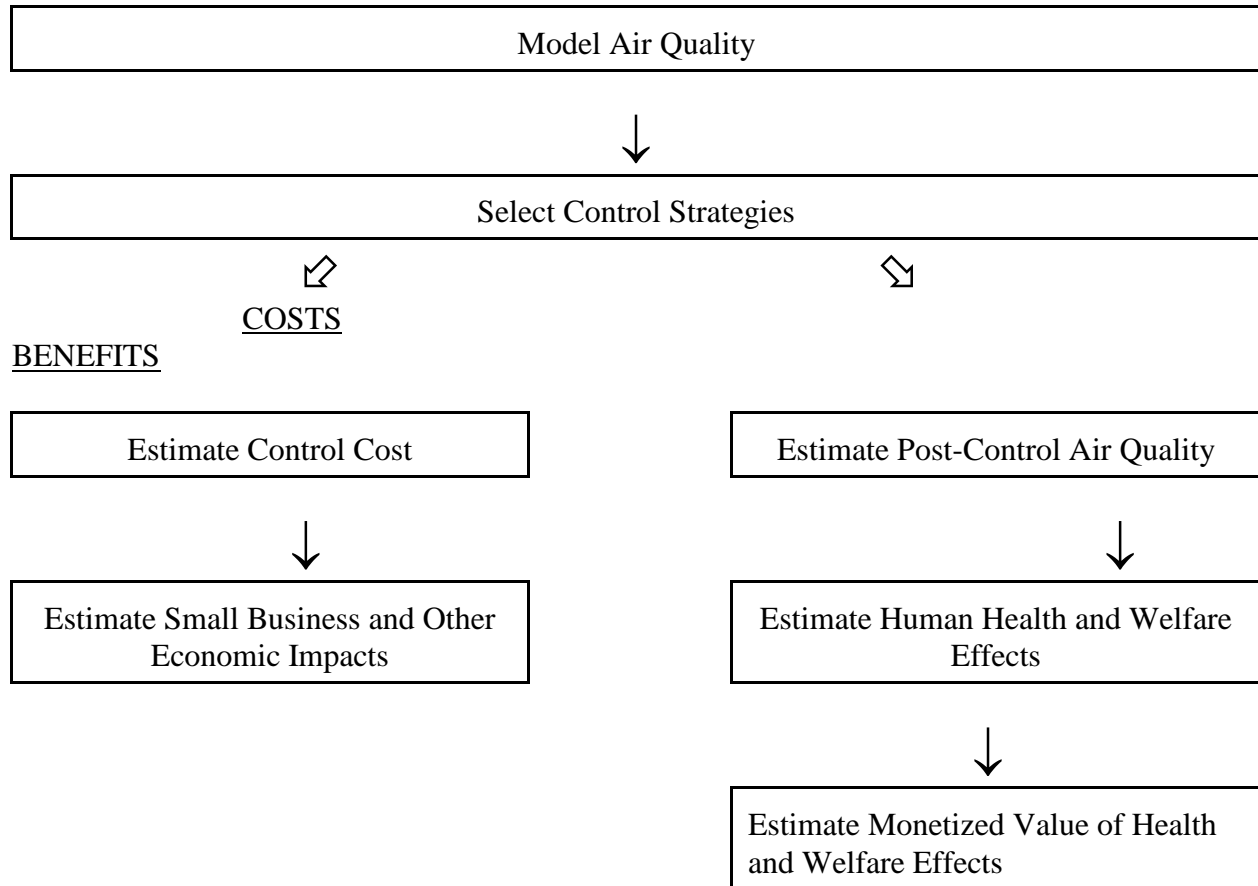 Model Air Quality
Select Control Strategies
COSTS
BENEFITS
Estimate Control Cost
Estimate Post-Control Air Quality
Estimate Small Business and Other
Economic Impacts
Estimate Human Health and Welfare
Effects
Estimate Monetized Value of Health
and Welfare Effects